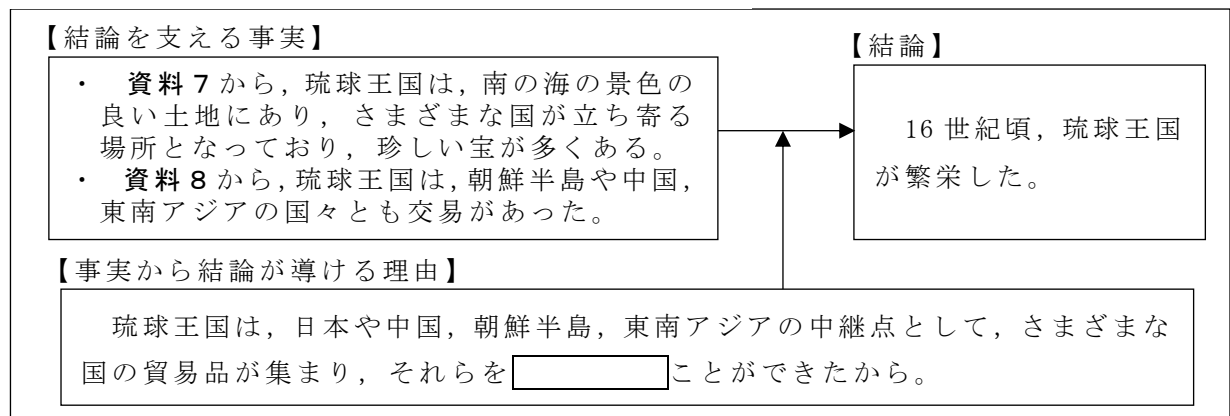 【結論を支える事実】
・ 資料7から,琉球王国は,南の海の景色の
良い土地にあり,さまざまな国が立ち寄る
場所となっており,珍しい宝が多くある。
・ 資料8から,琉球王国は,朝鮮半島や中国,
東南アジアの国々とも交易があった。
【結論】
16世紀頃,琉球王国
が繁栄した。
【事実から結論が導ける理由】
琉球王国は,日本や中国,朝鮮半島,東南アジアの中継点として,さまざまな
国の貿易品が集まり,それらを ことができたから。